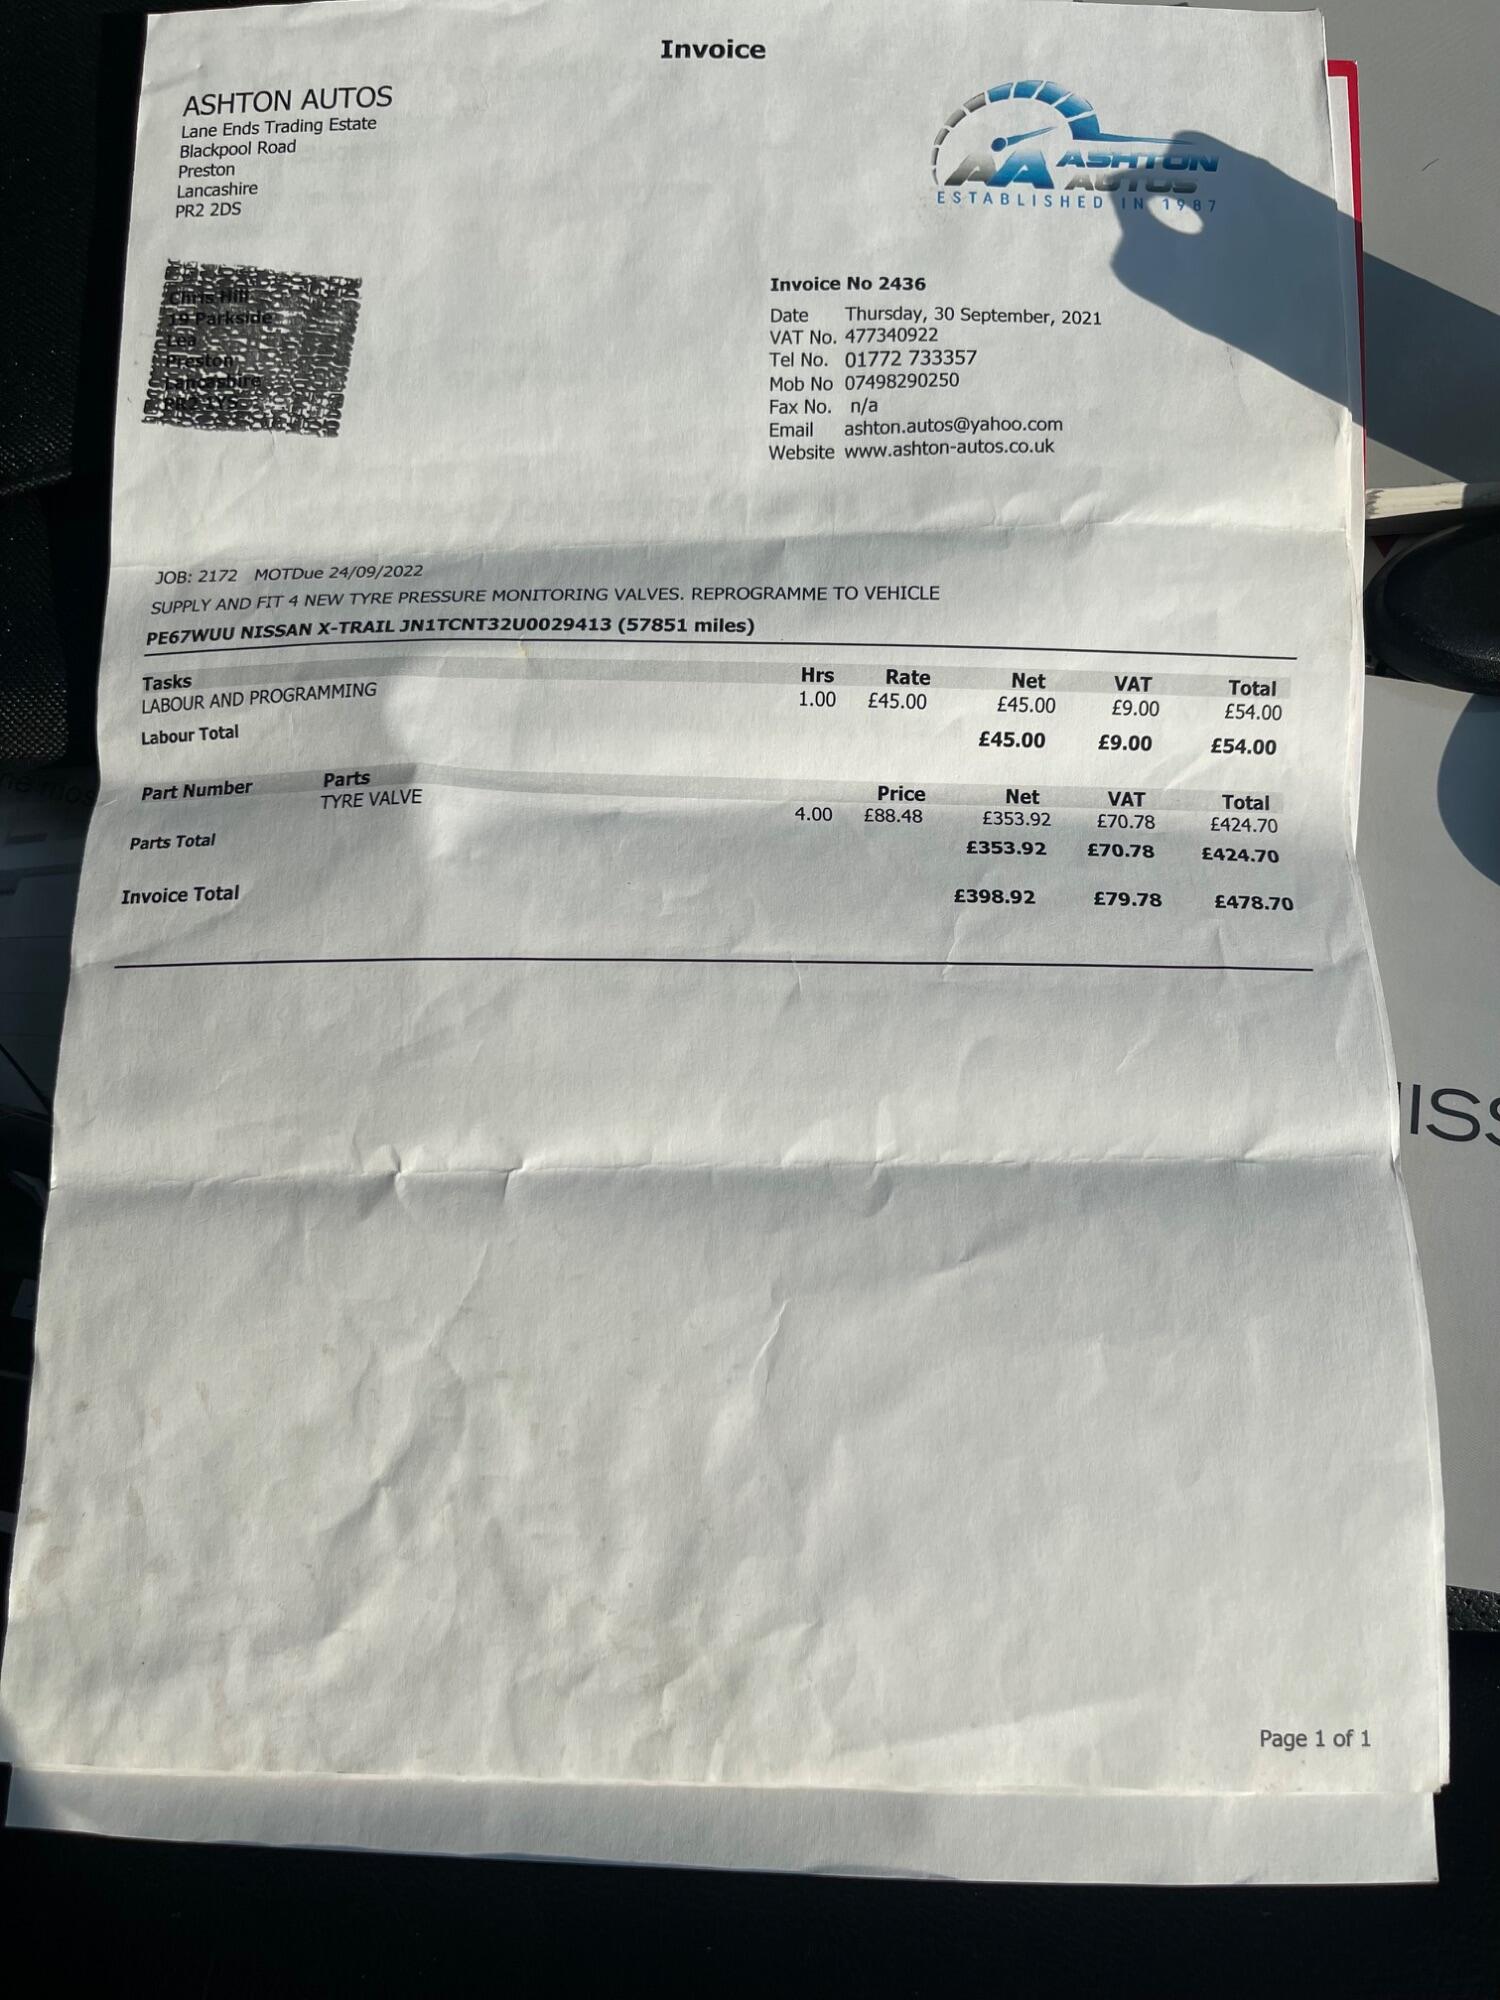 Invoice
ASHTON AUTOS
Lane Ends Trading Estate
Blackpool Road
Preston
Lancashire
PR2 2DS
AA ASHTON
AUTOS
ESTABLISHED IN 1987
Invoice No 2436
Date Thursday, 30 September, 2021
VAT No. 477340922
Tel No. 01772 733357
Mob No 07498290250
Fax No. n/a
Email ashton.autos@yahoo.com
Website www.ashton-autos.co.uk
JOB: 2172 MOTDue 24/09/2022
SUPPLY AND FIT 4 NEW TYRE PRESSURE MONITORING VALVES. REPROGRAMME TO VEHICLE
PE67WUU NISSAN X-TRAIL JN1TCNT32U0029413 (57851 miles)
Tasks Hrs Rate Net VAT Total
LABOUR AND PROGRAMMING 1.00 £45.00 £45.00 £9.00 £54.00
Labour Total £45.00 £9.00 £54.00
Part Number Parts Price Net VAT Total
TYRE VALVE 4.00 £88.48 £353.92 £70.78 £424.70
Parts Total £353.92 £70.78 £424.70
Invoice Total £398.92 £79.78 £478.70
Page 1 of 1